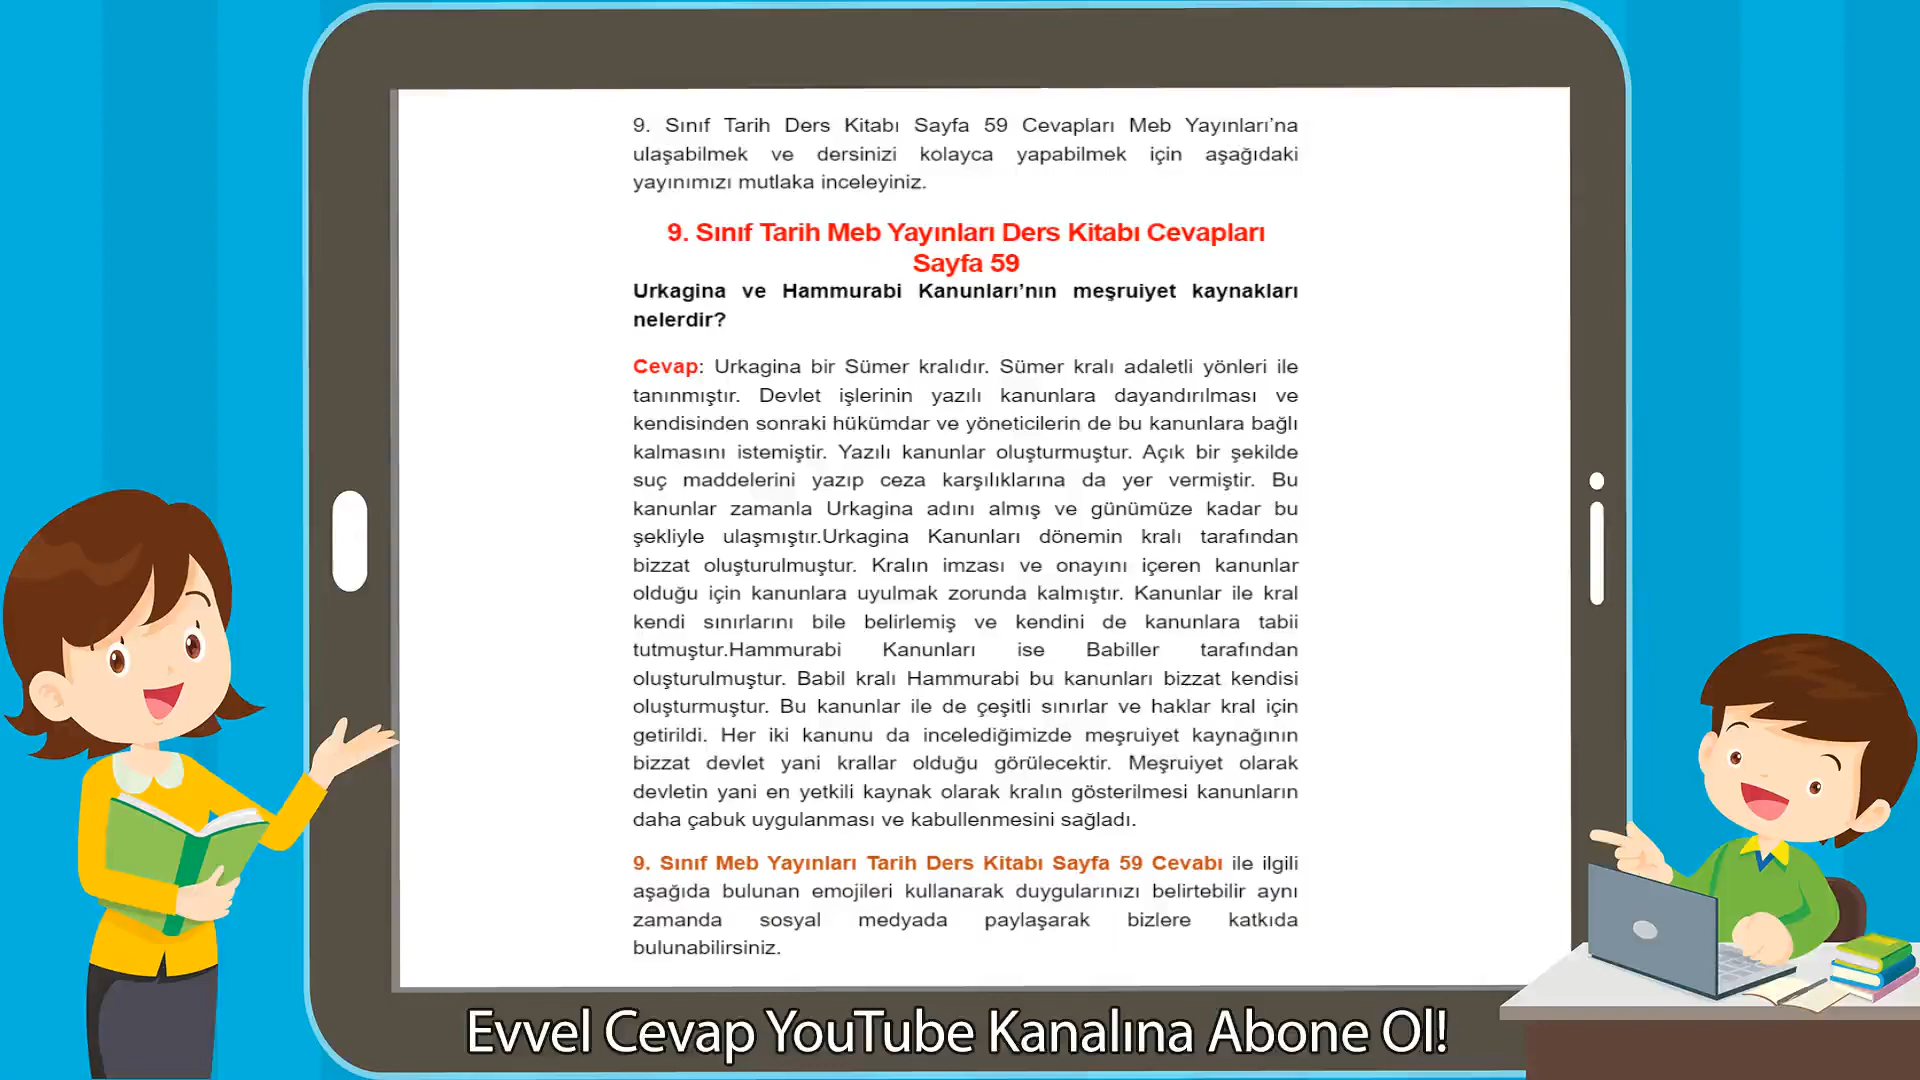 9. Sınıf Tarih Ders Kitabı Sayfa 59 Cevapları Meb Yayınları’na
ulaşabilmek ve dersinizi kolayca yapabilmek için aşağıdaki
yayınımızı mutlaka inceleyiniz.
9. Sınıf Tarih Meb Yayınları Ders Kitabı Cevapları
Sayfa 59
Urkagina ve Hammurabi Kanunları’nın meşruiyet kaynakları
nelerdir?
Cevap: Urkagina bir Sümer kralıdır. Sümer kralı adaletli yönleri ile
tanınmıştır. Devlet işlerinin yazılı kanunlara dayandırılması ve
kendisinden sonraki hükümdar ve yöneticilerin de bu kanunlara bağlı
kalmasını istemiştir. Yazılı kanunlar oluşturmuştur. Açık bir şekilde
suç maddelerini yazıp ceza karşılıklarına da yer vermiştir. Bu
kanunlar zamanla Urkagina adını almış ve günümüze kadar bu
şekliyle ulaşmıştır.Urkagina Kanunları dönemin kralı tarafından
bizzat oluşturulmuştur. Kralın imzası ve onayını içeren kanunlar
olduğu için kanunlara uyulmak zorunda kalmıştır. Kanunlar ile kral
kendi sınırlarını bile belirlemiş ve kendini de kanunlara tabii
tutmuştur.Hammurabi Kanunları ise Babiller tarafından
oluşturulmuştur. Babil kralı Hammurabi bu kanunları bizzat kendisi
oluşturmuştur. Bu kanunlar ile de çeşitli sınırlar ve haklar kral için
getirildi. Her iki kanunu da incelediğimizde meşruiyet kaynağının
bizzat devlet yani krallar olduğu görülecektir. Meşruiyet olarak
devletin yani en yetkili kaynak olarak kralın gösterilmesi kanunların
daha çabuk uygulanması ve kabullenmesini sağladı.
9. Sınıf Meb Yayınları Tarih Ders Kitabı Sayfa 59 Cevabı ile ilgili
aşağıda bulunan emojileri kullanarak duygularınızı belirtebilir aynı
zamanda sosyal medyada paylaşarak bizlere katkıda
bulunabilirsiniz.
Evvel Cevap YouTube Kanalına Abone Ol!